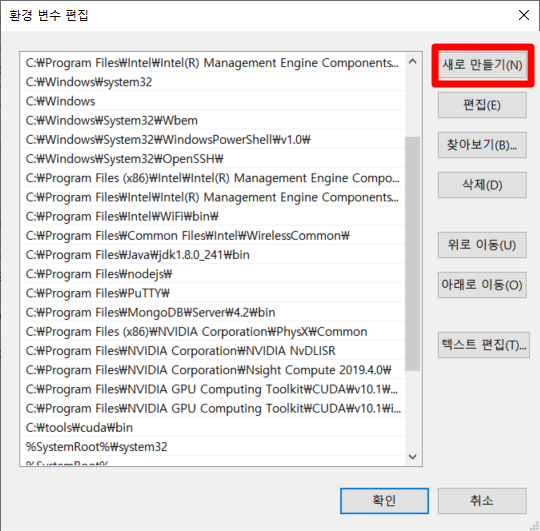 환경 변수 편집
C:₩Program Files₩Intel₩Intel(R) Management Engine Components...
C:₩Windows₩system32
C:₩Windows
C:₩Windows₩System32₩Wbem
C:₩Windows₩System32₩WindowsPowerShell₩v1.0₩
C:₩Windows₩System32₩OpenSSH₩
C:₩Program Files (x86)₩Intel₩Intel(R) Management Engine Compo...
C:₩Program Files₩Intel₩Intel(R) Management Engine Components...
C:₩Program Files₩Intel₩WiFi₩bin₩
C:₩Program Files₩Common Files₩Intel₩WirelessCommon₩
C:₩Program Files₩Java₩jdk1.8.0_241₩bin
C:₩Program Files₩nodejs₩
C:₩Program Files₩PuTTY₩
C:₩Program Files₩MongoDB₩Server₩4.2₩bin
C:₩Program Files (x86)₩NVIDIA Corporation₩PhysX₩Common
C:₩Program Files₩NVIDIA Corporation₩NVIDIA NvDLISR
C:₩Program Files₩NVIDIA Corporation₩Nsight Compute 2019.4.0₩
C:₩Program Files₩NVIDIA GPU Computing Toolkit₩CUDA₩v10.1₩...
C:₩Program Files₩NVIDIA GPU Computing Toolkit₩CUDA₩v10.1₩i...
C:₩tools₩cuda₩bin
%SystemRoot%₩system32
%SystemRoot%
새로 만들기(N)
편집(E)
찾아보기(B)...
삭제(D)
위로 이동(U)
아래로 이동(O)
텍스트 편집(T)...
확인
취소